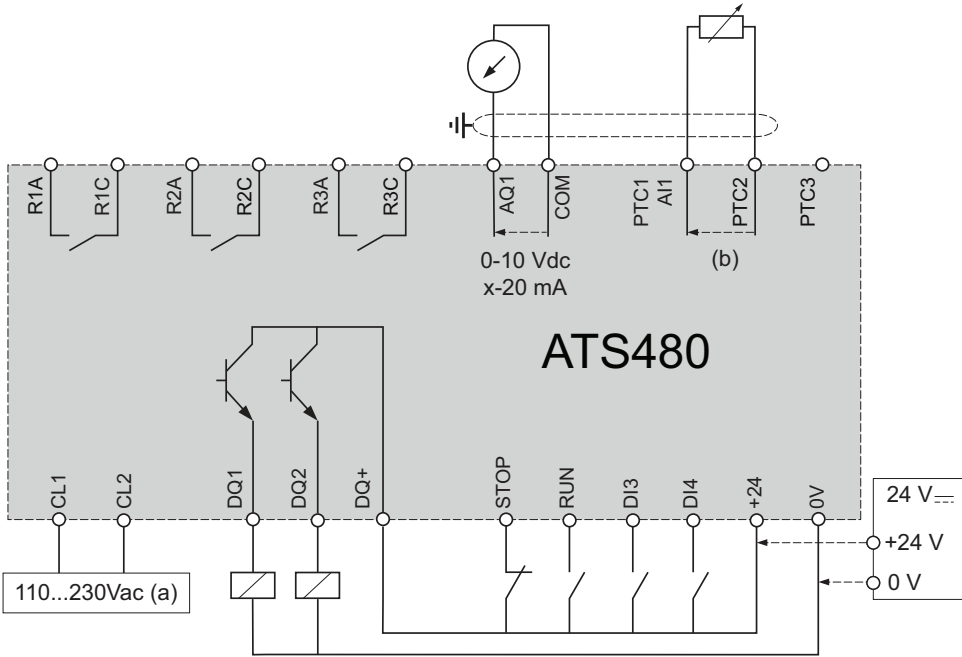 R1A
R1C
R2A
R2C
R3A
R3C
AQ1
COM
PTC1
AI1
PTC2
PTC3
0-10 Vdc
x-20 mA
(b)
ATS480
CL1
CL2
DQ1
DQ2
DQ+
STOP
RUN
DI3
DI4
+24
0V
24 V
+24 V
0 V
110...230Vac (a)